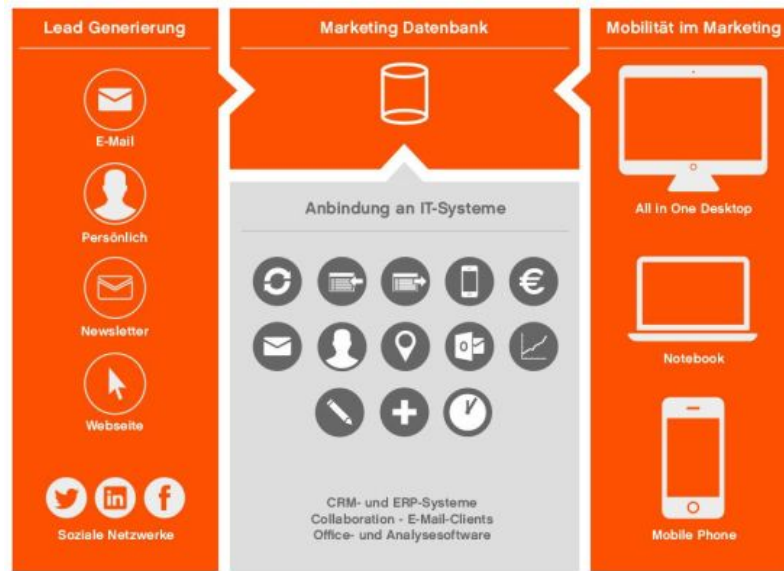 Lead Generierung
E-Mail
Persönlich
Newsletter
Webseite
Soziale Netzwerke
Marketing Datenbank
Anbindung an IT-Systeme
CRM- und ERP-Systeme
Collaboration - E-Mail-Clients
Office- und Analysesoftware
Mobilität im Marketing
All in One Desktop
Notebook
Mobile Phone